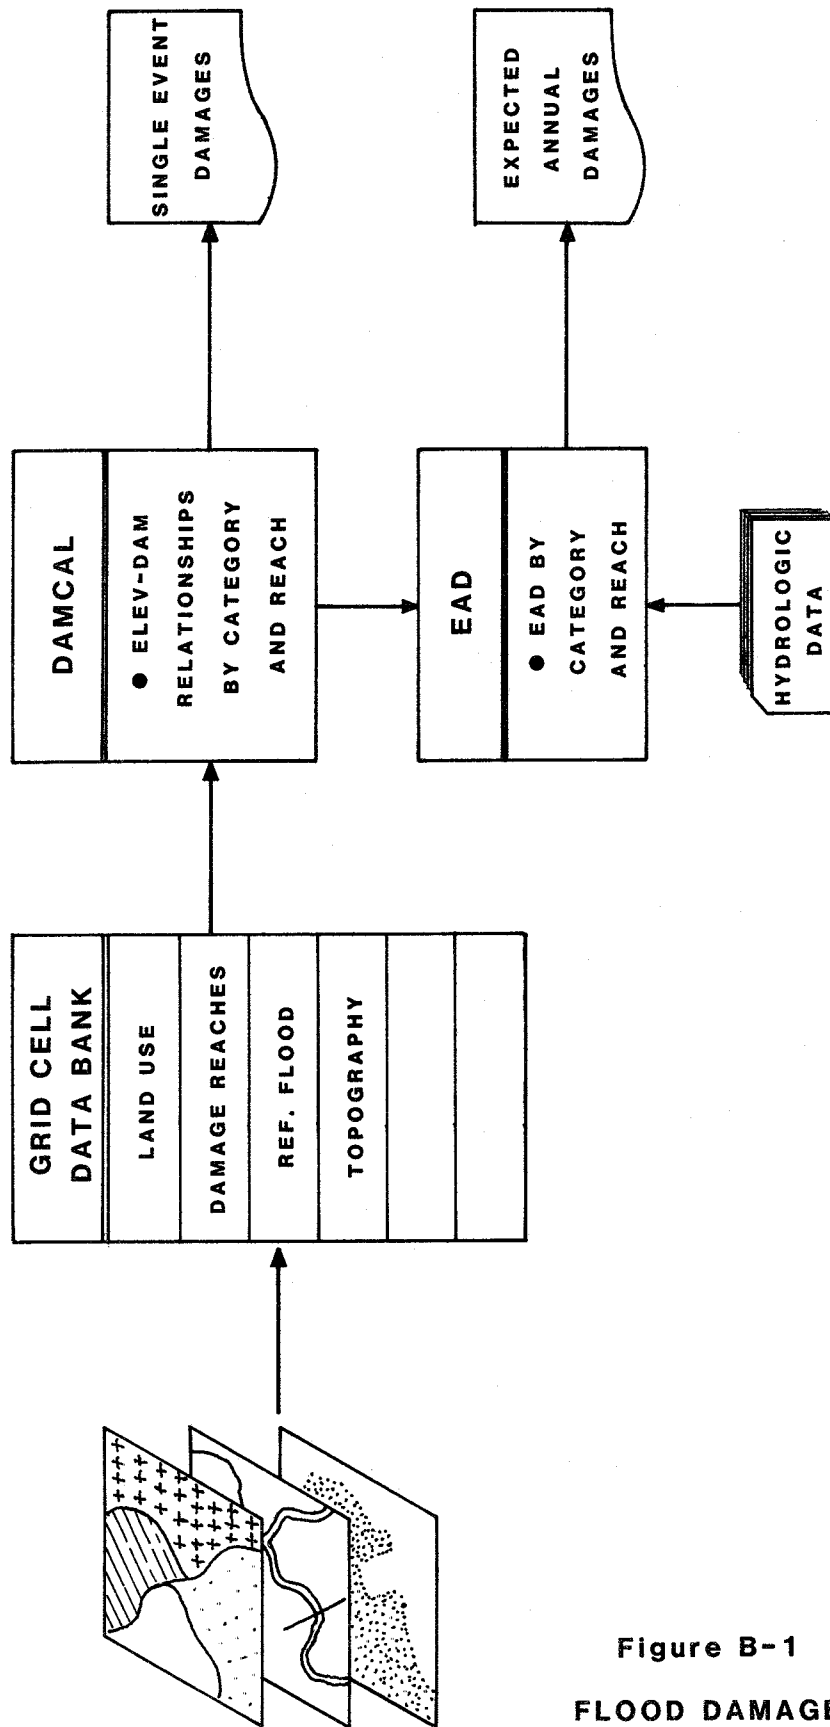 GRID CELL
DATA BANK
LAND USE
DAMAGE REACHES
REF. FLOOD
TOPOGRAPHY
DAMCAL
● ELEV-DAM
RELATIONSHIPS
BY CATEGORY
AND REACH
SINGLE EVENT
DAMAGES
EAD
● EAD BY
CATEGORY
AND REACH
EXPECTED
ANNUAL
DAMAGES
HYDROLOGIC
DATA
Figure B-1
FLOOD DAMAGE